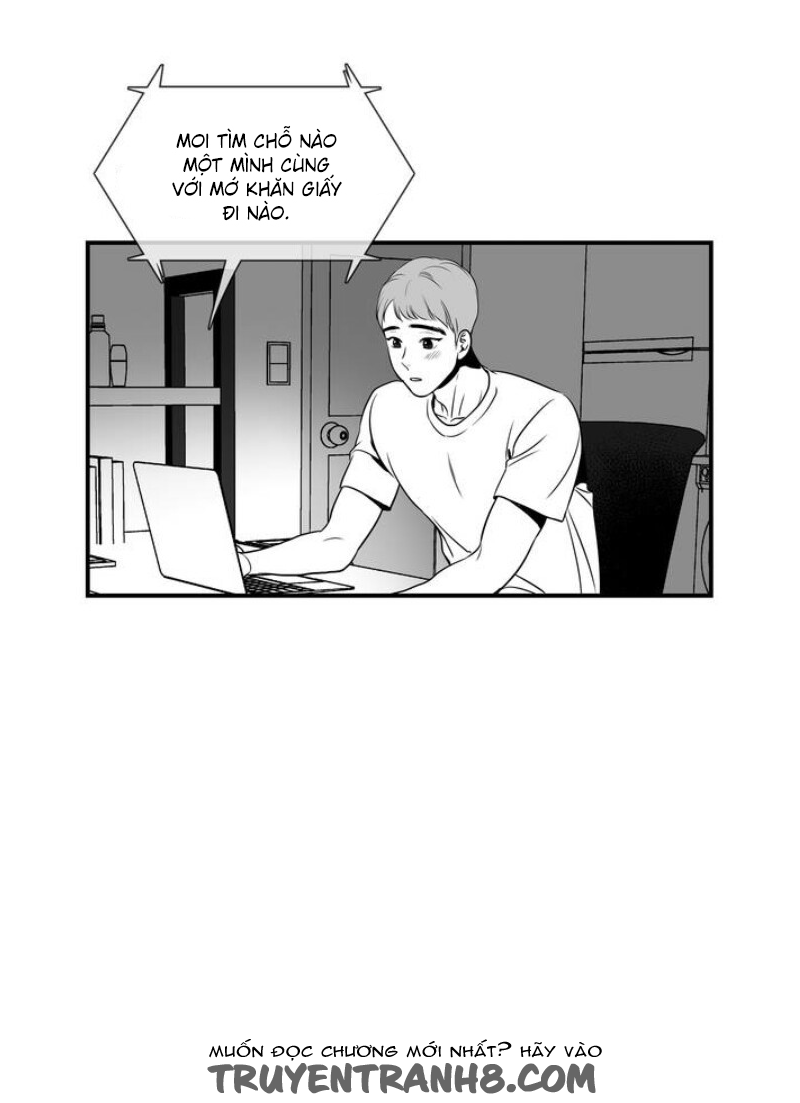 MOI TÌM CHỖ NÀO
MỘT MÌNH CÙNG
VỚI MỚ KHĂN GIẤY
ĐI NÀO.
MUỐN ĐỌC CHƯƠNG MỚI NHẤT? HÃY VÀO
TRUYENTRANH8.COM